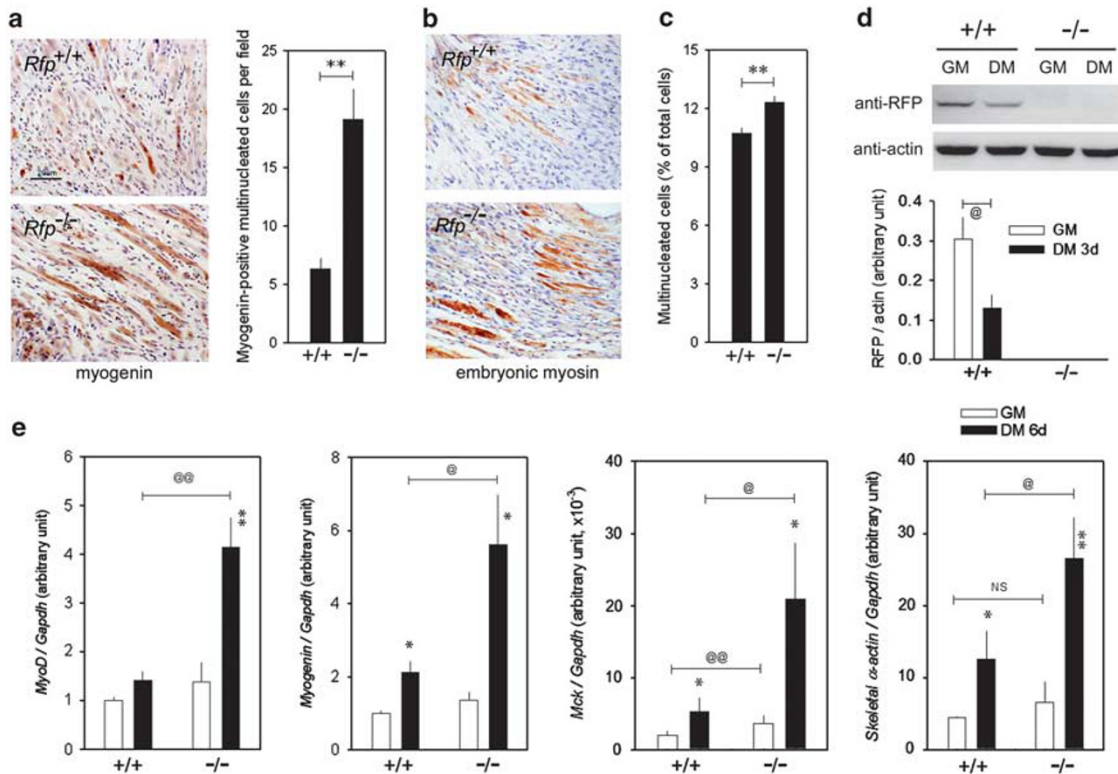 a
Rfp+/+
20µm
Rfp-/-
myogenin
Myogenin-positive multinucleated cells per field
25
20
15
10
5
0
**
+/+ −/−
b
Rfp+/+
Rfp-/-
embryonic myosin
c
Multinucleated cells (% of total cells)
15
12
9
6
3
0
**
+/+ −/−
d
+/+ −/−
GM DM GM DM
anti-RFP
anti-actin
RFP / actin (arbitrary unit)
0.4
0.3
0.2
0.1
0.0
@
GM
DM 3d
+/+ −/−
e
GM
DM 6d
MyoD / Gapdh (arbitrary unit)
6
5
4
3
2
1
0
@@
**
+/+ −/−
Myogenin / Gapdh (arbitrary unit)
8
6
4
2
0
@
*
*
+/+ −/−
Mck / Gapdh (arbitrary unit, x10-3)
40
30
20
10
0
@
*
@@
*
+/+ −/−
Skeletal α-actin / Gapdh (arbitrary unit)
40
30
20
10
0
@
**
NS
*
+/+ −/−